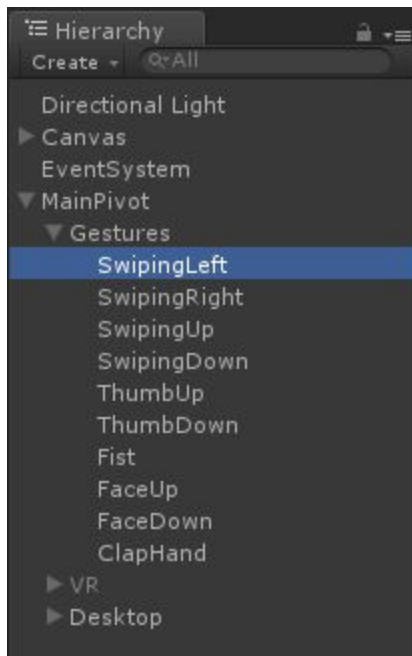 Hierarchy
Create All
Directional Light
Canvas
EventSystem
MainPivot
Gestures
SwipingLeft
SwipingRight
SwipingUp
SwipingDown
ThumbUp
ThumbDown
Fist
FaceUp
FaceDown
ClapHand
VR
Desktop